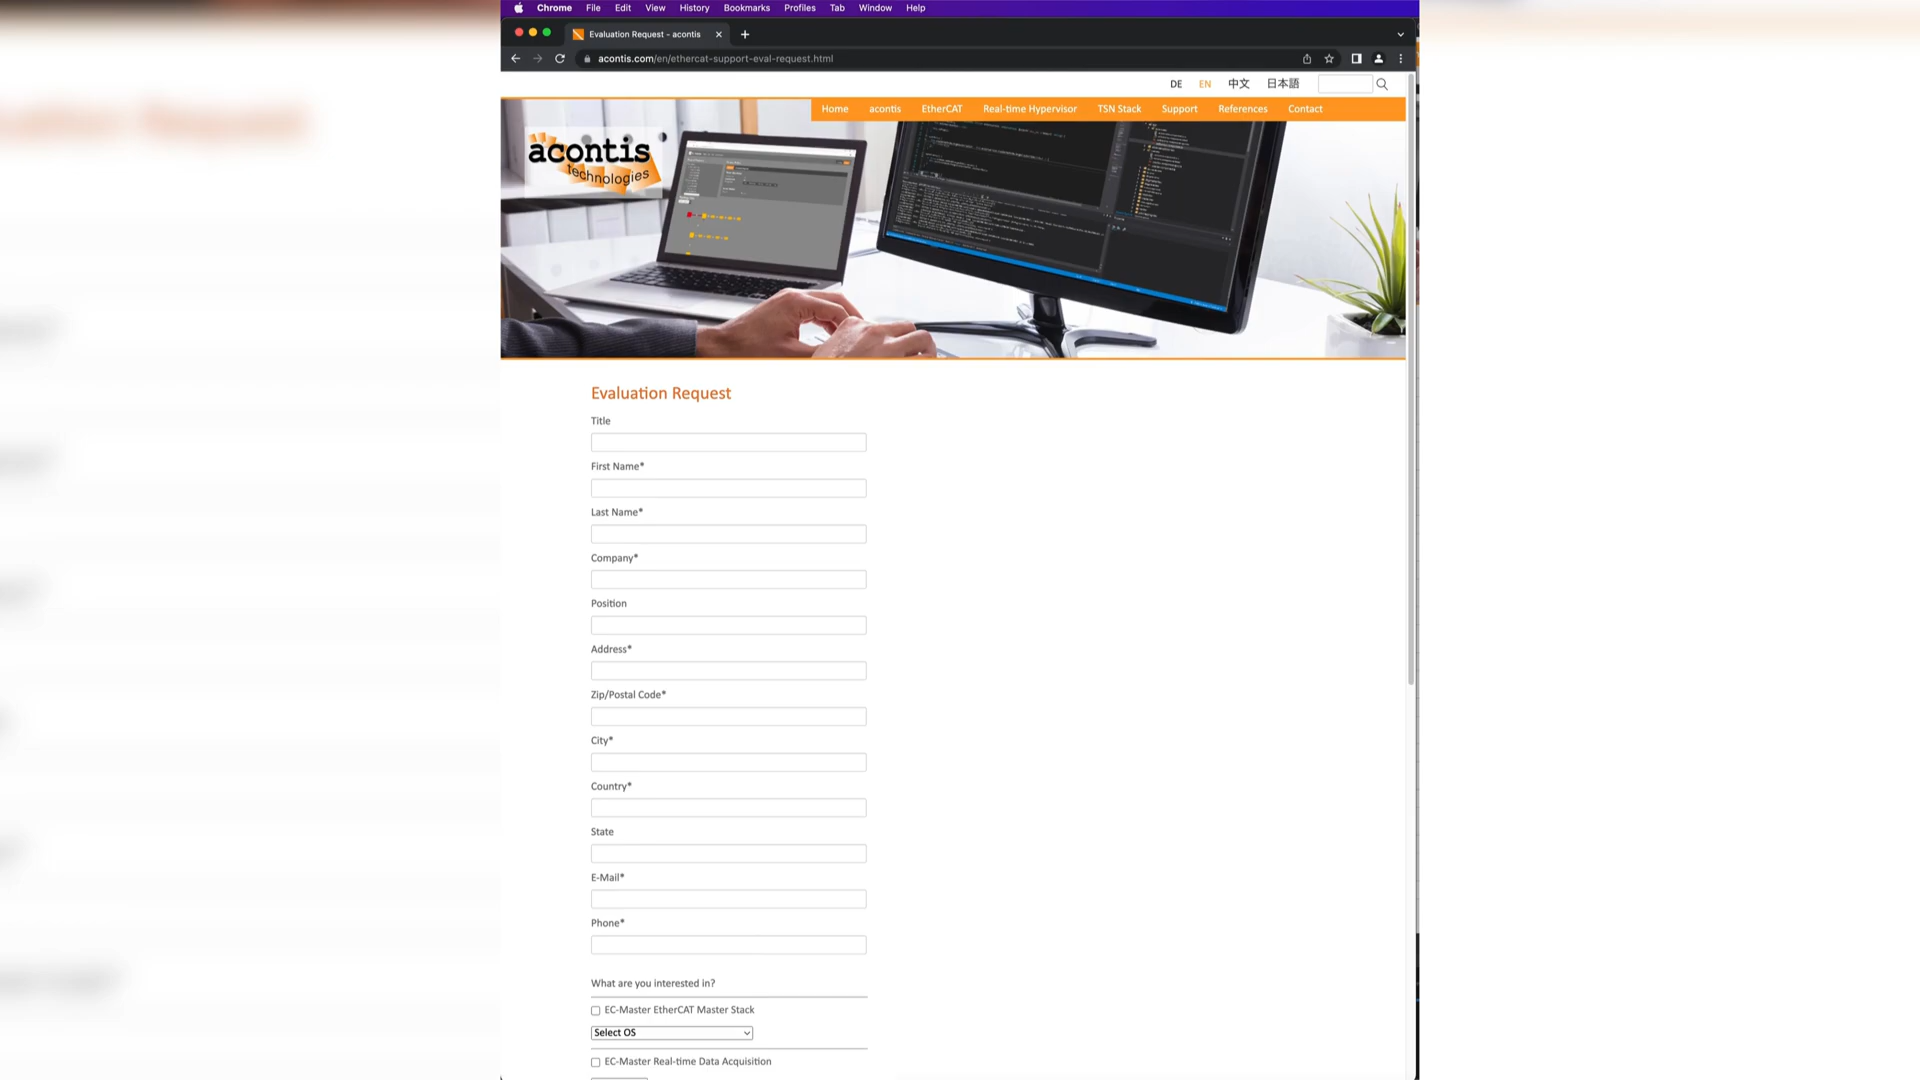 Chrome File Edit View History Bookmarks Profiles Tab Window Help
Evaluation Request - acontis
acontis.com/en/ethercat-support-eval-request.html
DE EN 中文 日本語
Home acontis EtherCAT Real-time Hypervisor TSN Stack Support References Contact
acontis
technologies
Evaluation Request
Title
First Name*
Last Name*
Company*
Position
Address*
Zip/Postal Code*
City*
Country*
State
E-Mail*
Phone*
What are you interested in?
EC-Master EtherCAT Master Stack
Select OS
EC-Master Real-time Data Acquisition